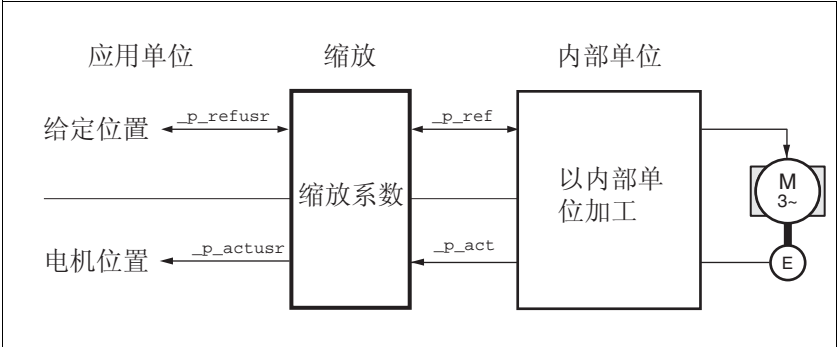 应用单位
缩放
内部单位
给定位置
_p_refusr
_p_ref
缩放系数
以内部单
位加工
M
3~
电机位置
_p_actusr
_p_act
E